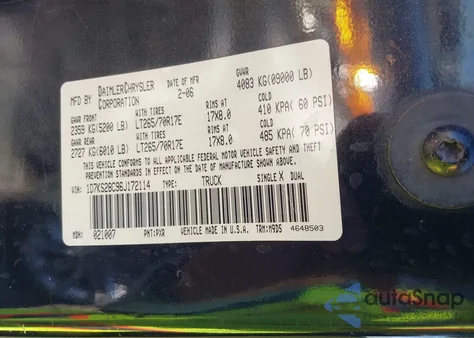 MFD BY DAIMLERCHRYSLER CORPORATION DATE OF MFR 2-06 GVWR 4083 KG(09000 LB)
GAWR FRONT WITH TIRES RIMS AT COLD
2359 KG(5200 LB) LT265/70R17E 17X8.0 410 KPA( 60 PSI)
GAWR REAR WITH TIRES RIMS AT COLD
2727 KG(6010 LB) LT265/70R17E 17X8.0 485 KPA( 70 PSI)
THIS VEHICLE CONFORMS TO ALL APPLICABLE FEDERAL MOTOR VEHICLE SAFETY AND THEFT
PREVENTION STANDARDS IN EFFECT ON THE DATE OF MANUFACTURE SHOWN ABOVE.
VIN: 1D7KS28C96J172114 TYPE: TRUCK SINGLE X DUAL
MDH: 021007 PNT: PXR VEHICLE MADE IN U.S.A. TRM: M9D5 4648503
autoSnap